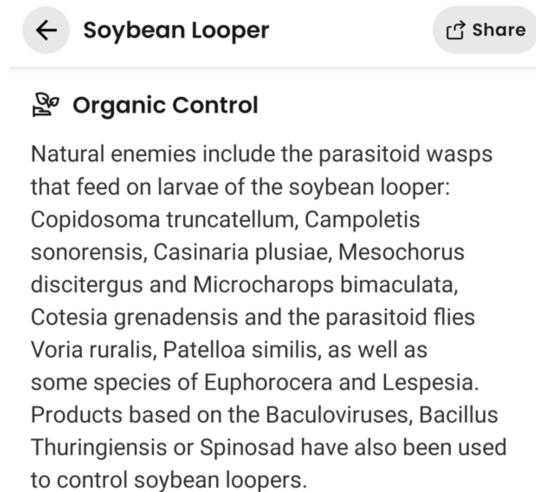 Soybean Looper
Share
Organic Control
Natural enemies include the parasitoid wasps
that feed on larvae of the soybean looper:
Copidosoma truncatellum, Campoletis
sonorensis, Casinaria plusiae, Mesochorus
discitergus and Microcharops bimaculata,
Cotesia grenadensis and the parasitoid flies
Voria ruralis, Patelloa similis, as well as
some species of Euphorocera and Lespesia.
Products based on the Baculoviruses, Bacillus
Thuringiensis or Spinosad have also been used
to control soybean loopers.